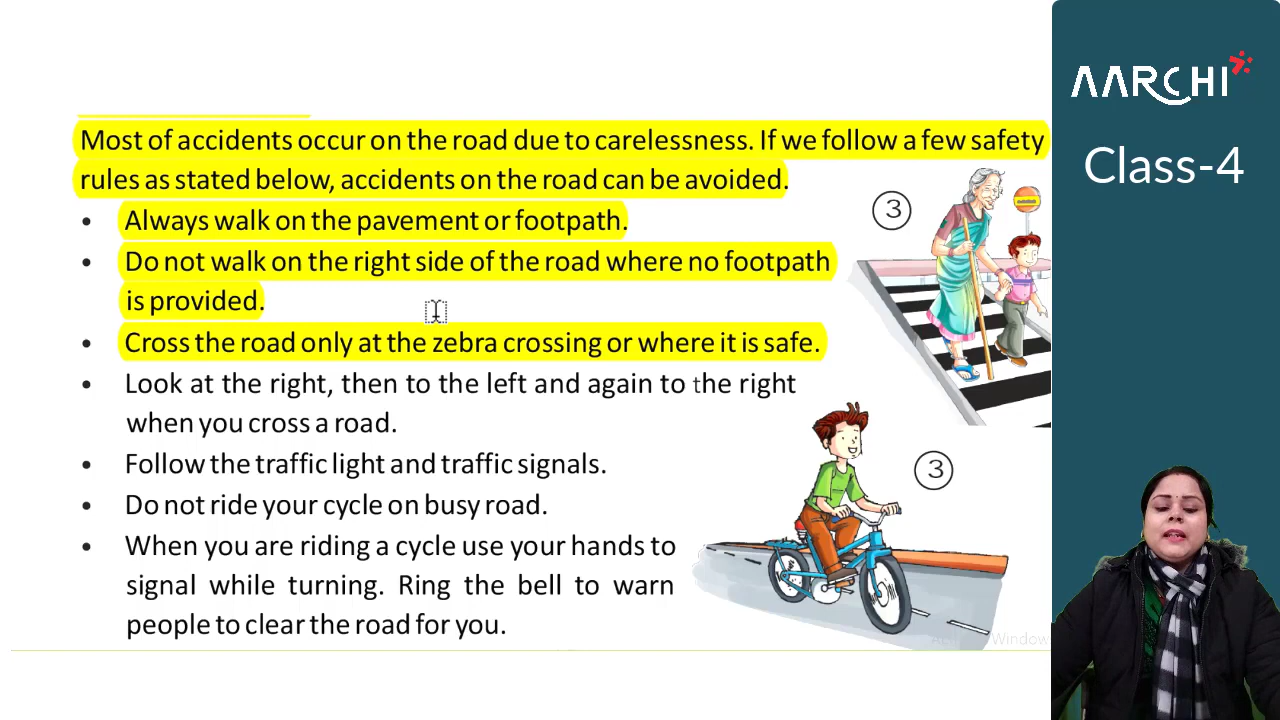 Most of accidents occur on the road due to carelessness. If we follow a few safety
rules as stated below, accidents on the road can be avoided.
• Always walk on the pavement or footpath.
• Do not walk on the right side of the road where no footpath
is provided.
• Cross the road only at the zebra crossing or where it is safe.
• Look at the right, then to the left and again to the right
when you cross a road.
• Follow the traffic light and traffic signals.
• Do not ride your cycle on busy road.
• When you are riding a cycle use your hands to
signal while turning. Ring the bell to warn
people to clear the road for you.
3
3
Windows
AARCHI
Class-4